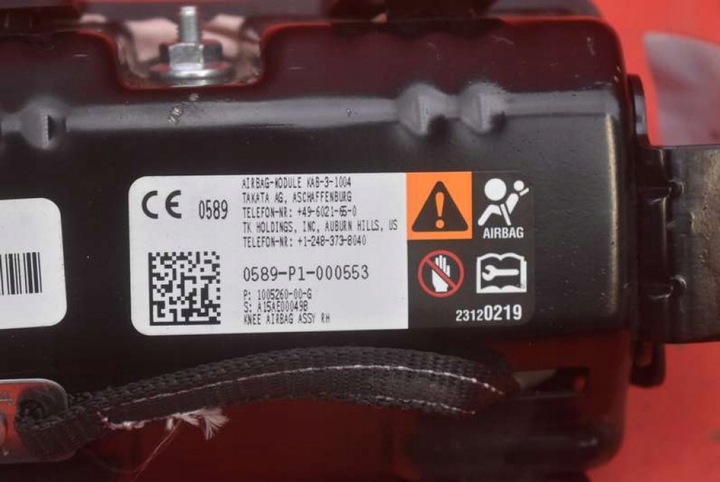 AIRBAG-MODULE KAB-3-1004
TAKATA AG, ASCHAFFENBURG
TELEFON-NR: +49-6021-65-0
TK HOLDINGS, INC, AUBURN HILLS, US
TELEFON-NR: +1-248-373-8040
CE 0589
0589-P1-000553
P: 1005260-00-G
S: A15AE00049B
KNEE AIRBAG ASSY RH
AIRBAG
23120219